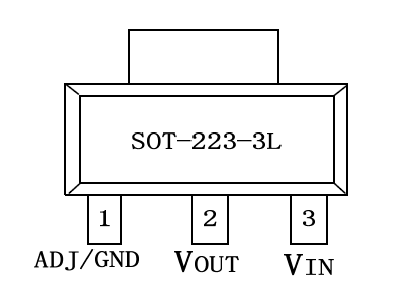 SOT-223-3L
1 2 3
ADJ/GND VOUT VIN